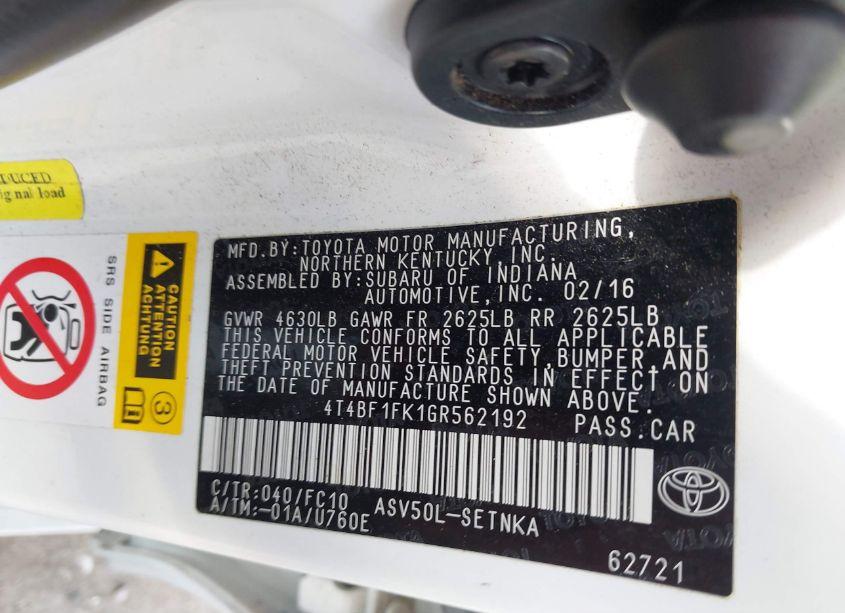 UCED
nal load
SRS SIDE AIRBAG
CAUTION
ATTENTION
ACHTUNG
3
MFD.BY:TOYOTA MOTOR MANUFACTURING,
NORTHERN KENTUCKY, INC.
ASSEMBLED BY:SUBARU OF INDIANA
AUTOMOTIVE,INC. 02/16
GVWR 4630LB GAWR FR 2625LB RR 2625LB
THIS VEHICLE CONFORMS TO ALL APPLICABLE
FEDERAL MOTOR VEHICLE SAFETY,BUMPER,AND
THEFT PREVENTION STANDARDS IN EFFECT ON
THE DATE OF MANUFACTURE SHOWN ABOVE.
4T4BF1FK1GR562192 PASS.CAR
C/TR:040/FC10 ASV50L-SETNKA
A/TM:-01A/U760E
62721